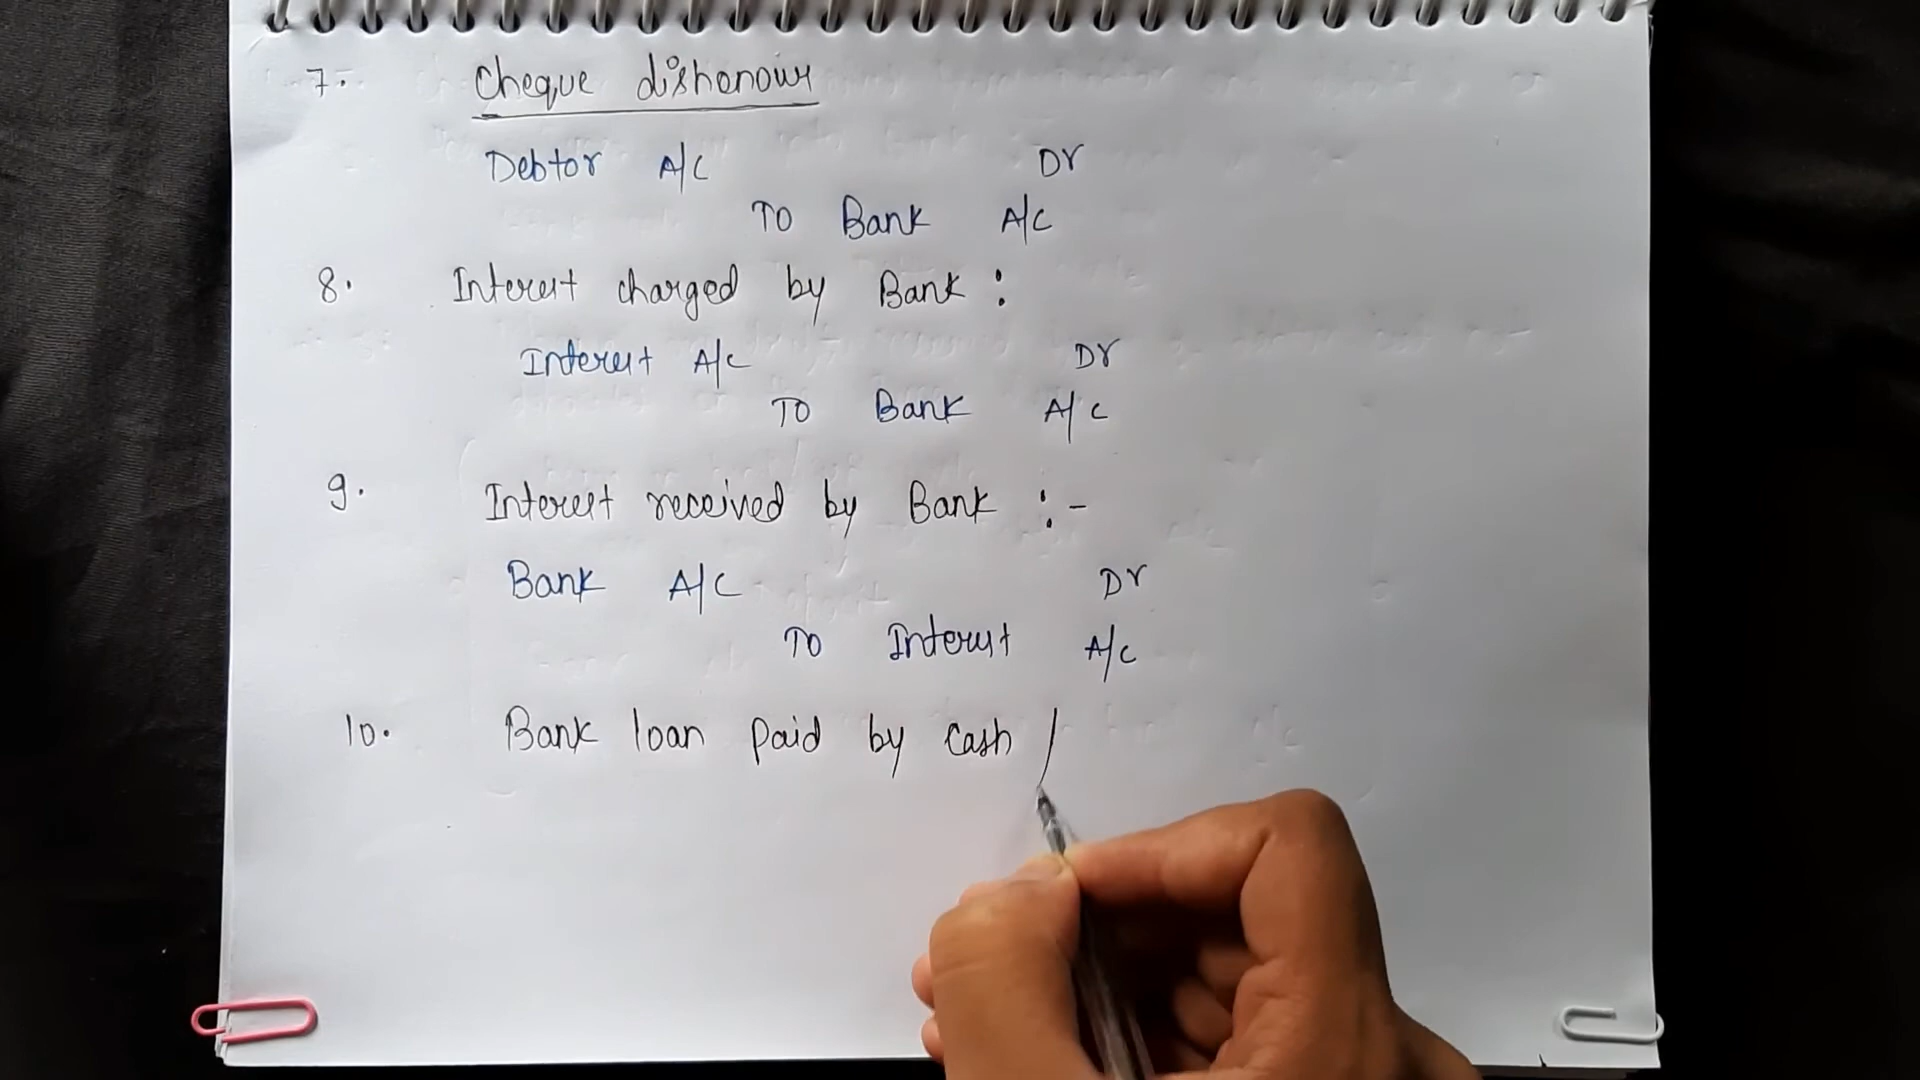 7. Cheque dishonour
Debtor A/C Dr
To Bank A/C
8. Interest charged by Bank :
Interest A/C Dr
To Bank A/C
9. Interest received by Bank :-
Bank A/C Dr
To Interest A/C
10. Bank loan paid by cash /